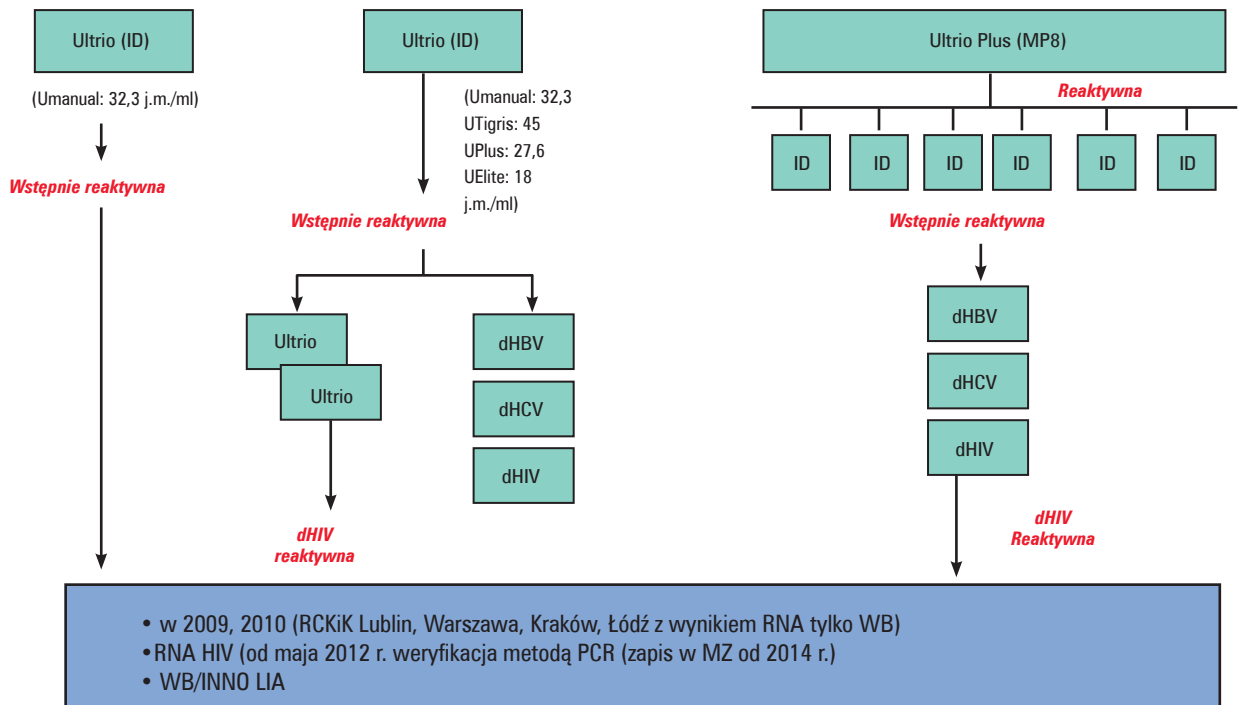 Ultrio (ID)
(Umanual: 32,3 j.m./ml)
Wstępnie reaktywna
Ultrio (ID)
(Umanual: 32,3
UTigris: 45
UPlus: 27,6
UElite: 18
j.m./ml)
Wstępnie reaktywna
Ultrio
Ultrio
dHIV
reaktywna
dHBV
dHCV
dHIV
Ultrio Plus (MP8)
Reaktywna
ID
ID
ID
ID
ID
ID
Wstępnie reaktywna
dHBV
dHCV
dHIV
dHIV
Reaktywna
• w 2009, 2010 (RCKiK Lublin, Warszawa, Kraków, Łódź z wynikiem RNA tylko WB)
•RNA HIV (od maja 2012 r. weryfikacja metodą PCR (zapis w MZ od 2014 r.)
• WB/INNO LIA